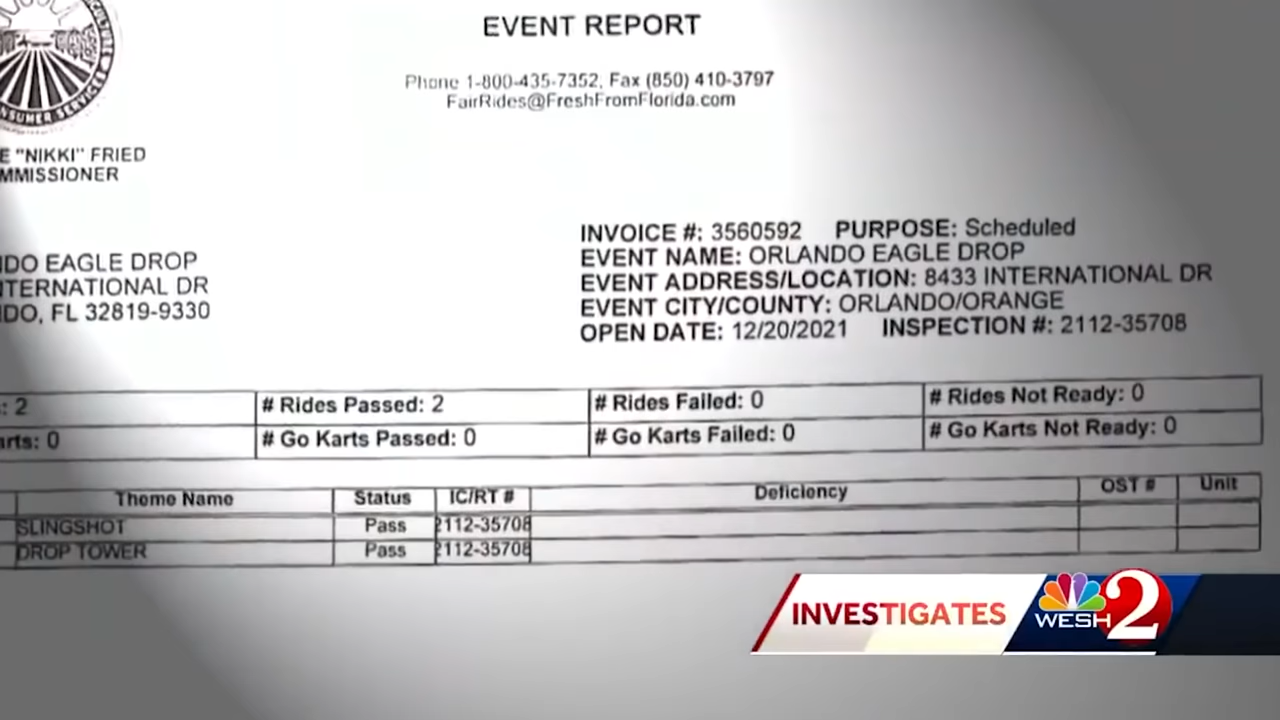 EVENT REPORT
Phone 1-800-435-7352, Fax (850) 410-3797
FairRides@FreshFromFlorida.com
NSUMER SERVICES
E "NIKKI" FRIED
MMISSIONER
INVOICE #: 3560592 PURPOSE: Scheduled
EVENT NAME: ORLANDO EAGLE DROP
EVENT ADDRESS/LOCATION: 8433 INTERNATIONAL DR
EVENT CITY/COUNTY: ORLANDO/ORANGE
OPEN DATE: 12/20/2021 INSPECTION #: 2112-35708
DO EAGLE DROP
TERNATIONAL DR
DO, FL 32819-9330
: 2 # Rides Passed: 2 # Rides Failed: 0 # Rides Not Ready: 0
arts: 0 # Go Karts Passed: 0 # Go Karts Failed: 0 # Go Karts Not Ready: 0
Theme Name Status IC/RT # Deficiency OST # Unit
SLINGSHOT Pass 2112-35708
DROP TOWER Pass 2112-35708
INVESTIGATES
WESH 2